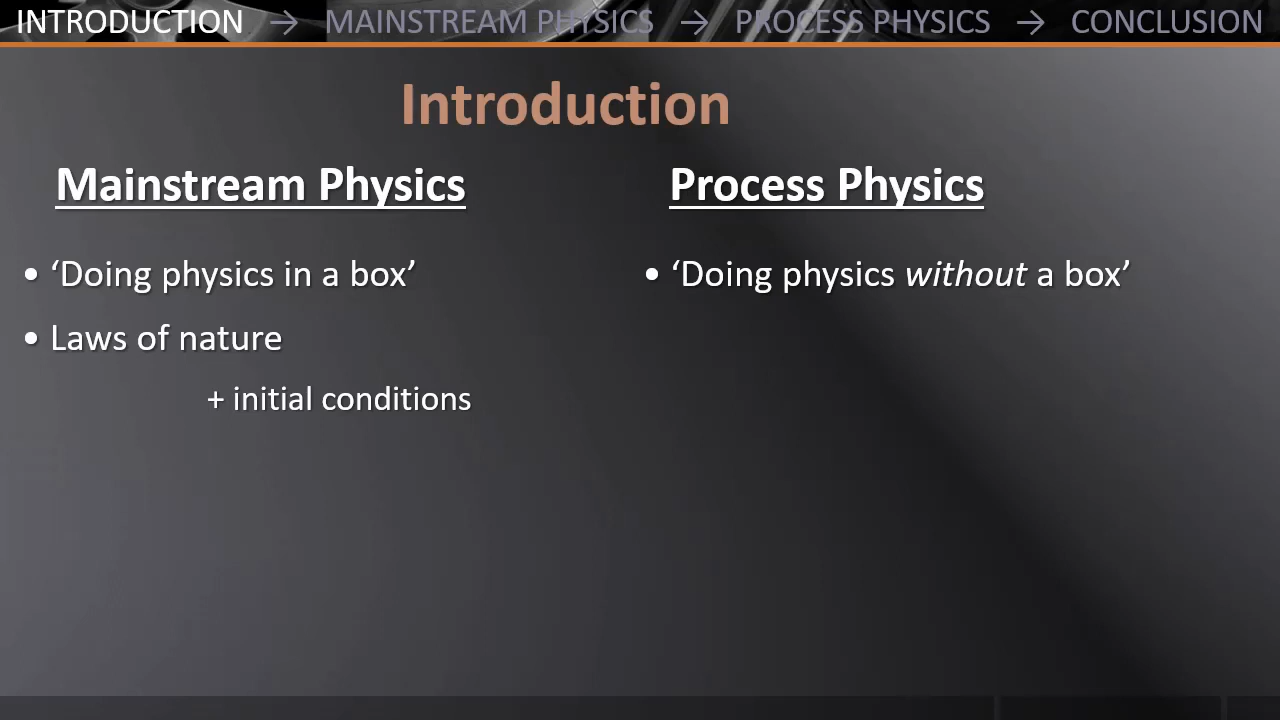 INTRODUCTION → MAINSTREAM PHYSICS → PROCESS PHYSICS → CONCLUSION
Introduction
Mainstream Physics
• ‘Doing physics in a box’
• Laws of nature
+ initial conditions
Process Physics
• ‘Doing physics without a box’